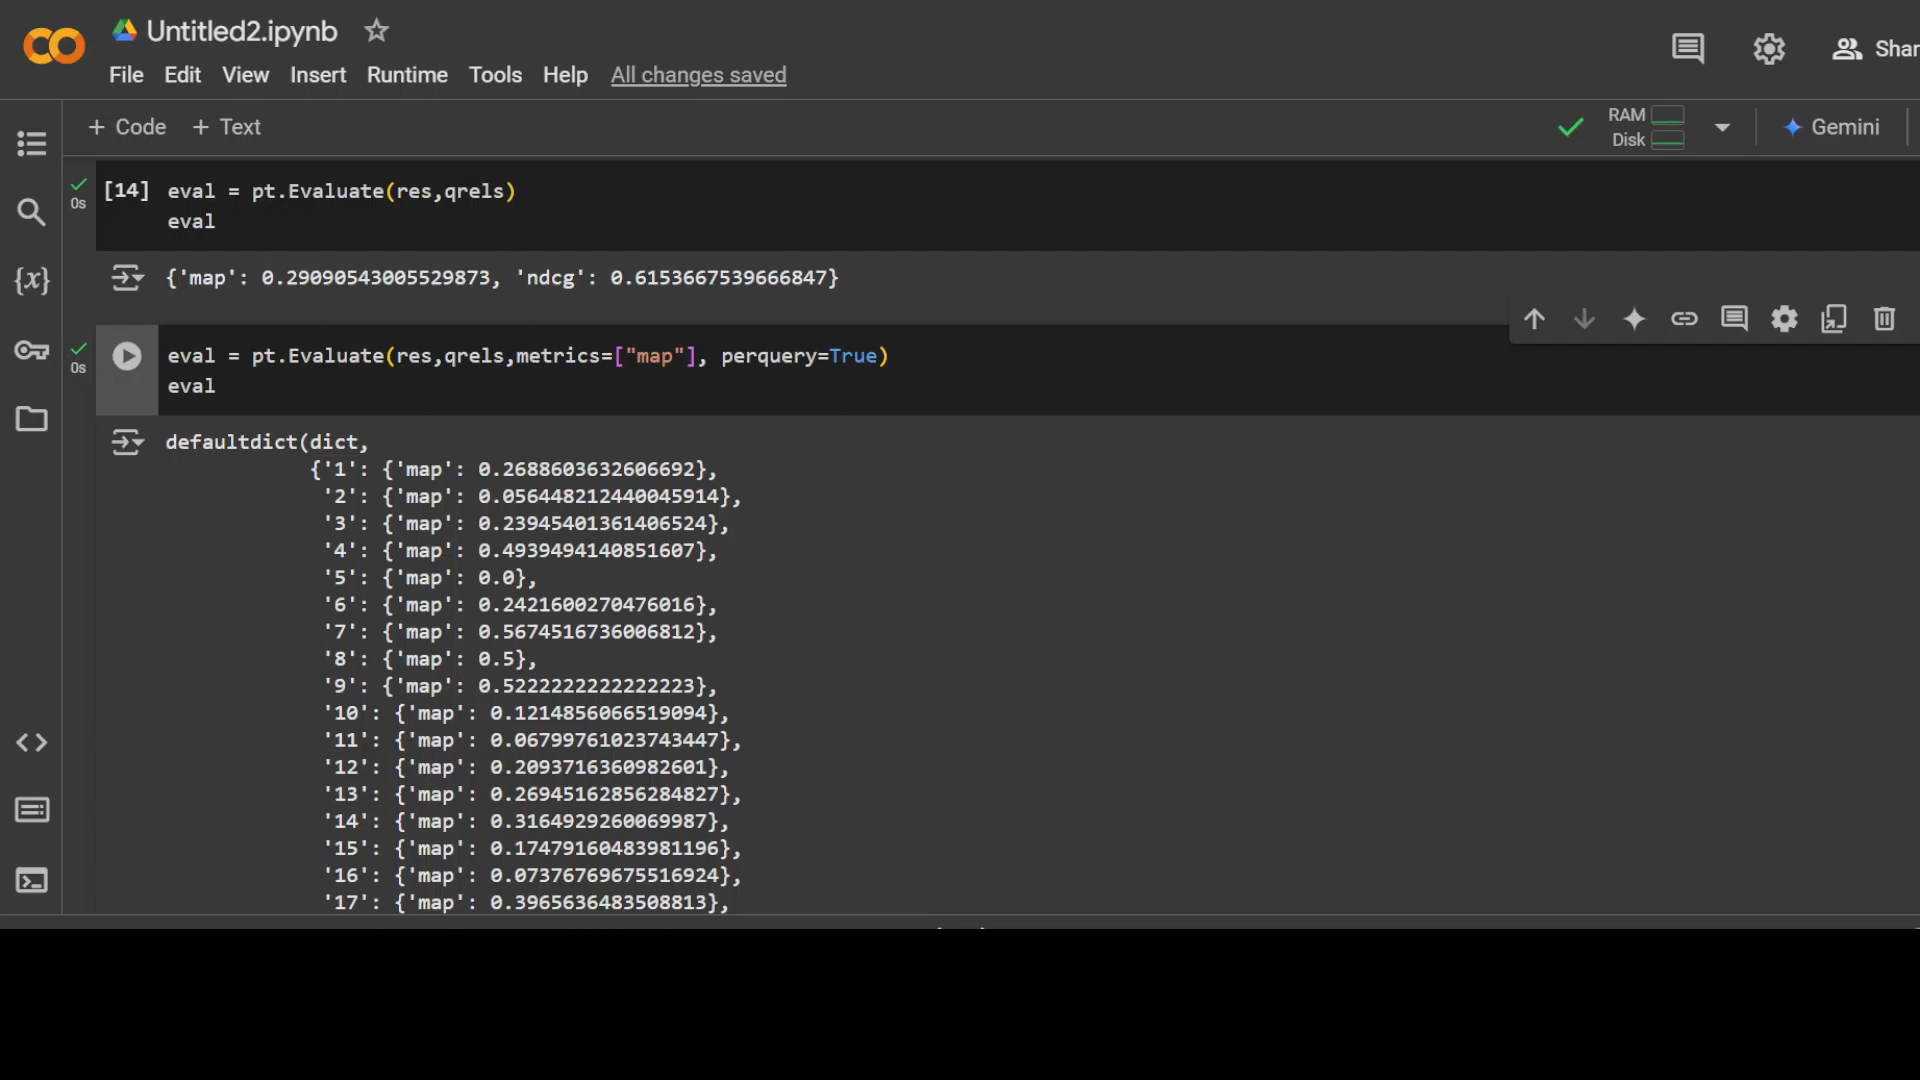 Untitled2.ipynb
File Edit View Insert Runtime Tools Help All changes saved
Shar
+ Code + Text
RAM
Disk
Gemini
0s
[14] eval = pt.Evaluate(res,qrels)
eval
{'map': 0.29090543005529873, 'ndcg': 0.6153667539666847}
0s
eval = pt.Evaluate(res,qrels,metrics=["map"], perquery=True)
eval
defaultdict(dict,
{'1': {'map': 0.2688603632606692},
'2': {'map': 0.056448212440045914},
'3': {'map': 0.23945401361406524},
'4': {'map': 0.4939494140851607},
'5': {'map': 0.0},
'6': {'map': 0.2421600270476016},
'7': {'map': 0.5674516736006812},
'8': {'map': 0.5},
'9': {'map': 0.5222222222222223},
'10': {'map': 0.1214856066519094},
'11': {'map': 0.06799761023743447},
'12': {'map': 0.2093716360982601},
'13': {'map': 0.26945162856284827},
'14': {'map': 0.3164929260069987},
'15': {'map': 0.17479160483981196},
'16': {'map': 0.07376769675516924},
'17': {'map': 0.3965636483508813},